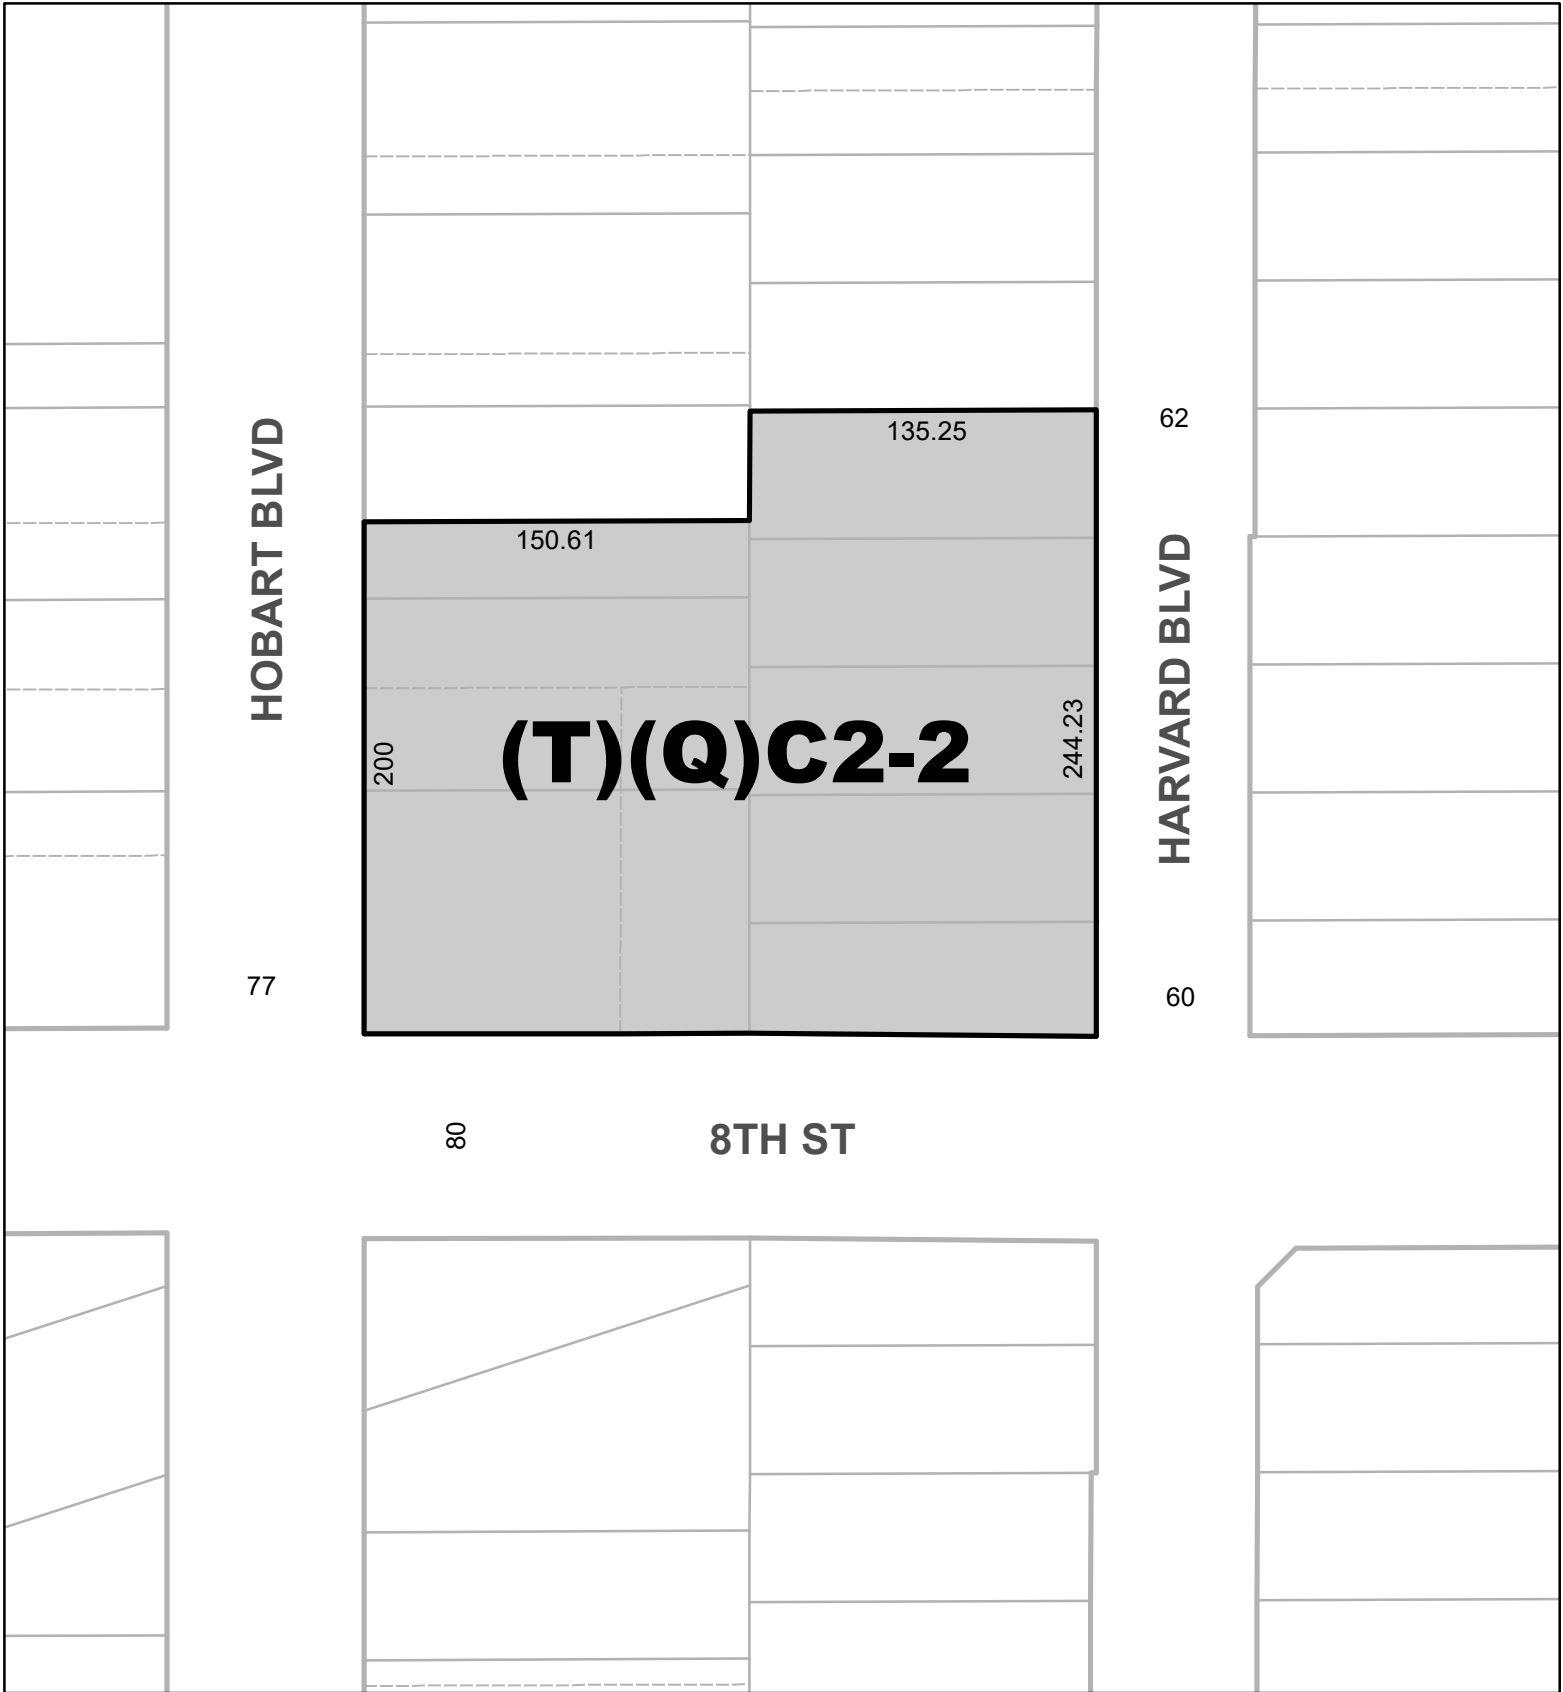 62
135.25
150.61
HOBART BLVD
HARVARD BLVD
200
(T)(Q)C2-2
244.23
77
60
80
8TH ST